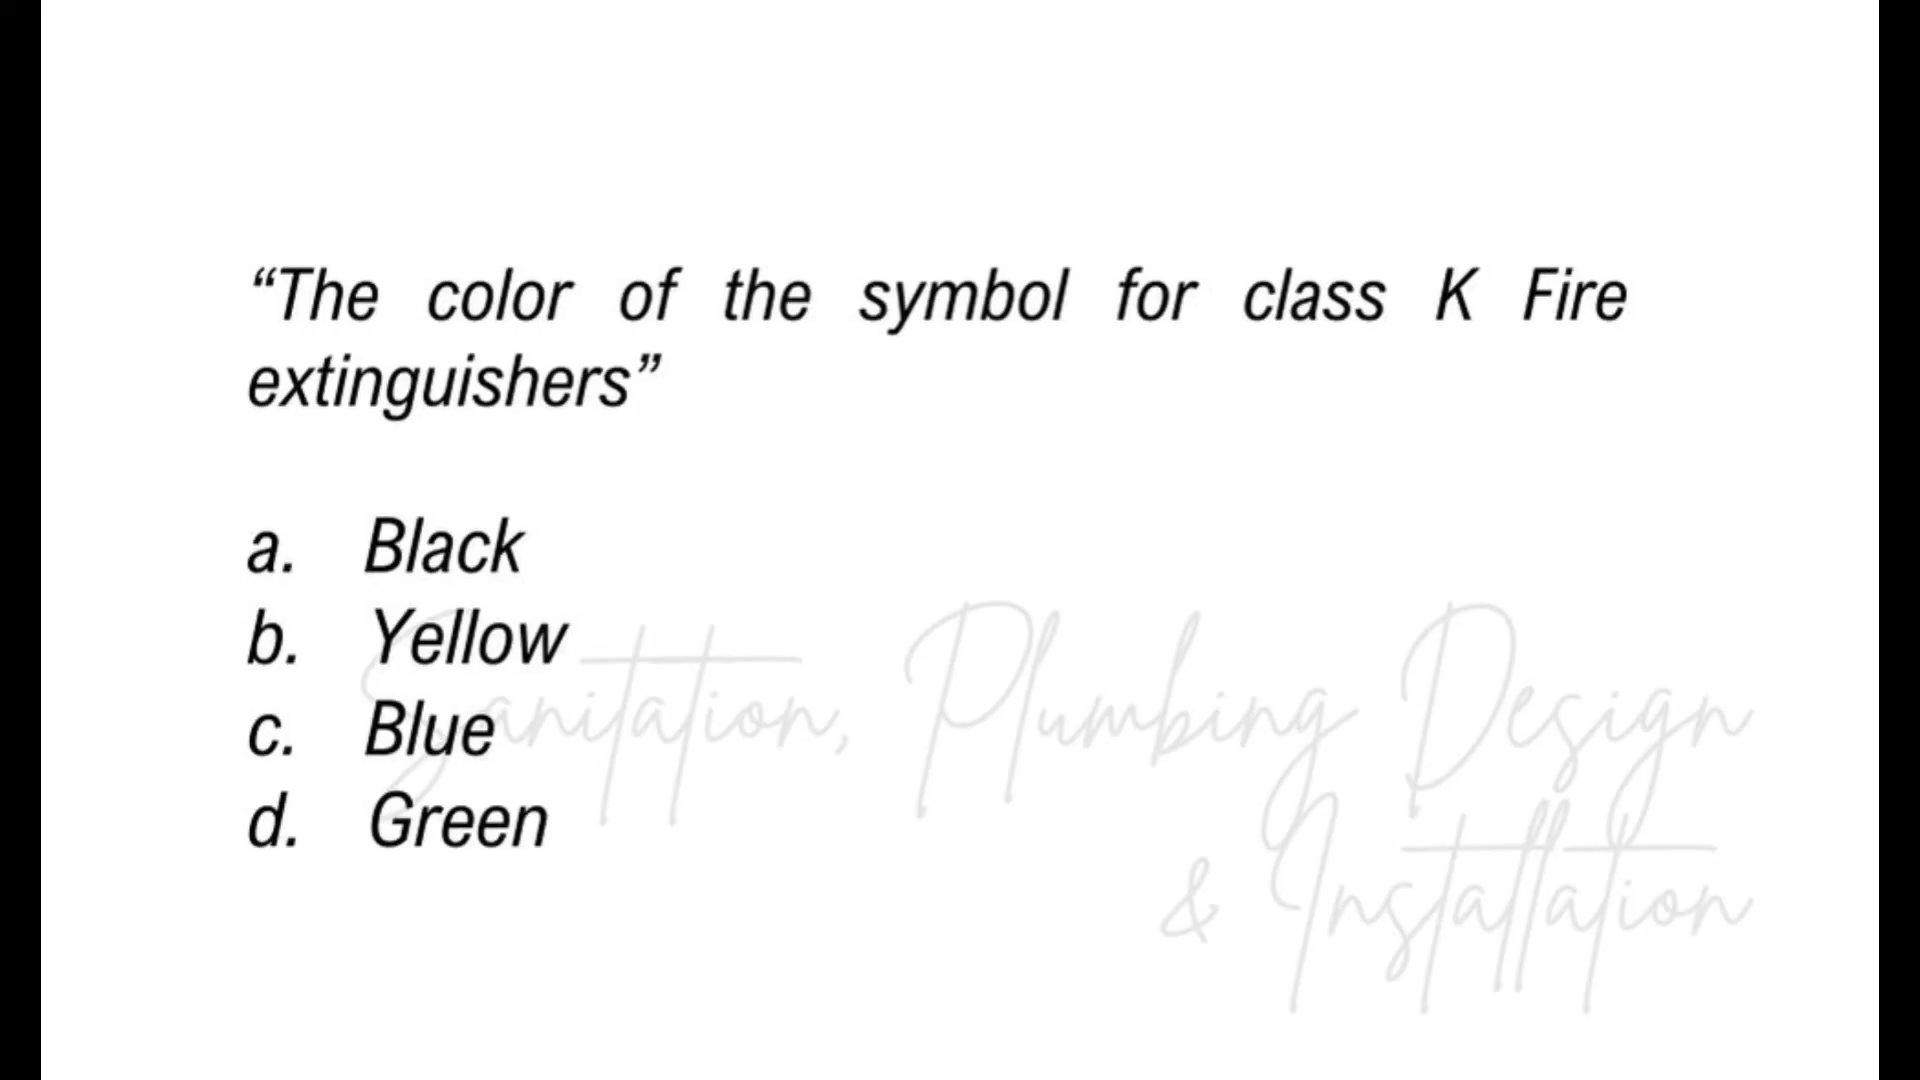 “The color of the symbol for class K Fire
extinguishers”
a. Black
b. Yellow
c. Blue
d. Green
Sanitation, Plumbing Design
& Installation